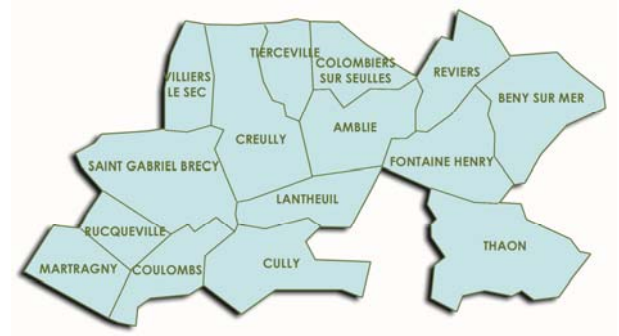 TIERCEVILLE
COLOMBIERS
SUR SEULLES
REVIERS
VILLIERS
LE SEC
BENY SUR MER
AMBLIE
CREULLY
SAINT GABRIEL BRECY
FONTAINE HENRY
LANTHEUIL
RUCQUEVILLE
THAON
MARTRAGNY
COULOMBS
CULLY